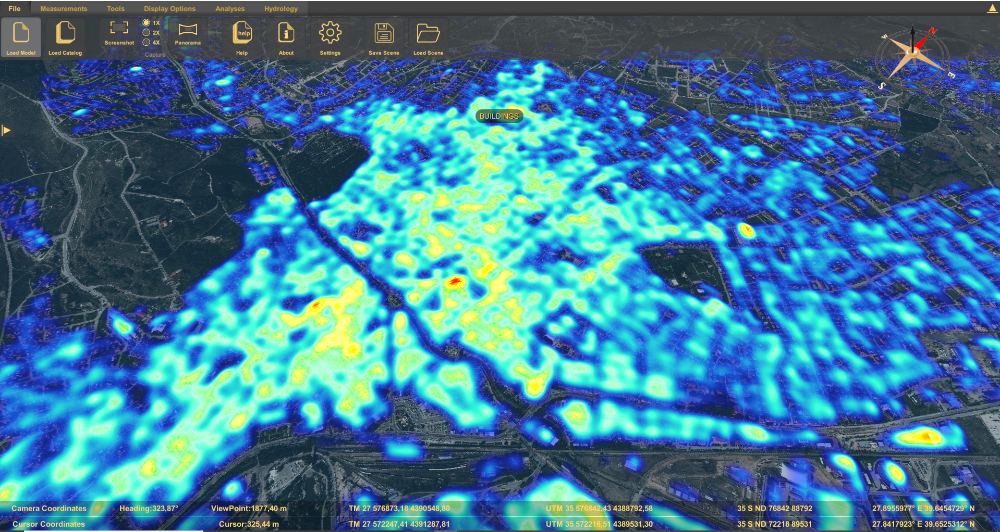 File Measurements Tools Display Options Analyses Hydrology
Load Model
Load Catalog
Screenshot
1X
2X
4X
Panorama
Capture
help
Help
About
Settings
Save Scene
Load Scene
N
W
E
S
BUILDINGS
Camera Coordinates Heading:323,87° ViewPoint:1877,40 m TM 27 576873,18 4390548,80 UTM 35 576842,43 4388792,58 35 S ND 76842 88792 27.8955977° E 39.6454729° N
Cursor Coordinates Cursor:325,44 m TM 27 572247,41 4391287,81 UTM 35 572218,51 4389531,30 35 S ND 72218 89531 27.8417923° E 39.6525312° N